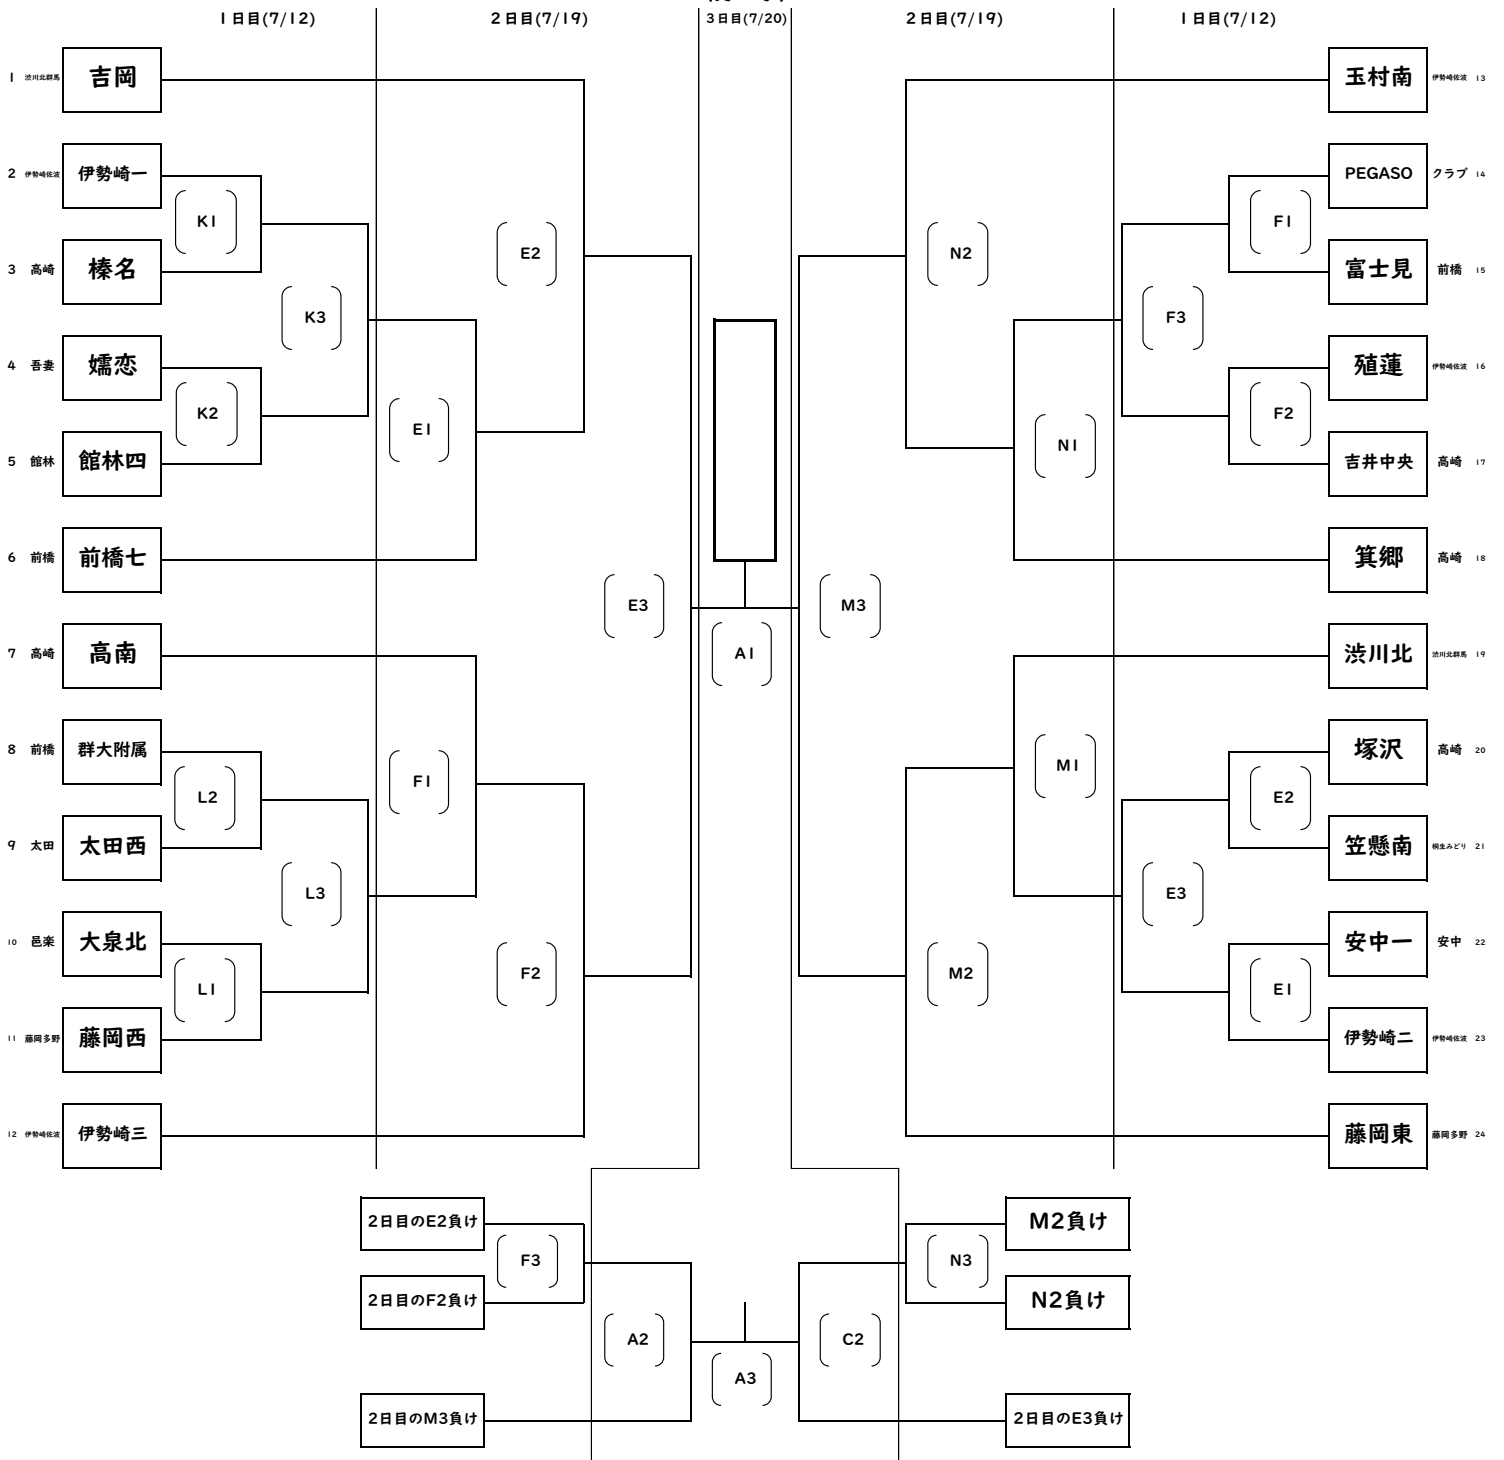 1日目(7/12)
2日目(7/19)
3日目(7/20)
2日目(7/19)
1日目(7/12)
1 渋川北群馬 吉岡
玉村南 伊勢崎佐波 13
2 伊勢崎佐波 伊勢崎一
PEGASO クラブ 14
K1
F1
E2
N2
3 高崎 榛名
富士見 前橋 15
K3
F3
4 吾妻 嬬恋
殖蓮 伊勢崎佐波 16
K2
F2
E1
N1
5 館林 館林四
吉井中央 高崎 17
6 前橋 前橋七
箕郷 高崎 18
E3
M3
A1
7 高崎 高南
渋川北 渋川北群馬 19
8 前橋 群大附属
塚沢 高崎 20
F1
M1
L2
E2
9 太田 太田西
笠懸南 桐生みどり 21
L3
E3
10 邑楽 大泉北
安中一 安中 22
F2
M2
L1
E1
11 藤岡多野 藤岡西
伊勢崎二 伊勢崎佐波 23
12 伊勢崎佐波 伊勢崎三
藤岡東 藤岡多野 24
2日目のE2負け
M2負け
F3
N3
2日目のF2負け
N2負け
A2
C2
A3
2日目のM3負け
2日目のE3負け